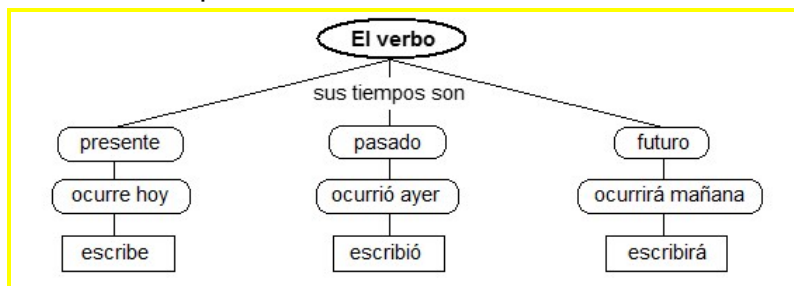 El verbo
sus tiempos son
presente pasado futuro
ocurre hoy ocurrió ayer ocurrirá mañana
escribe escribió escribirá